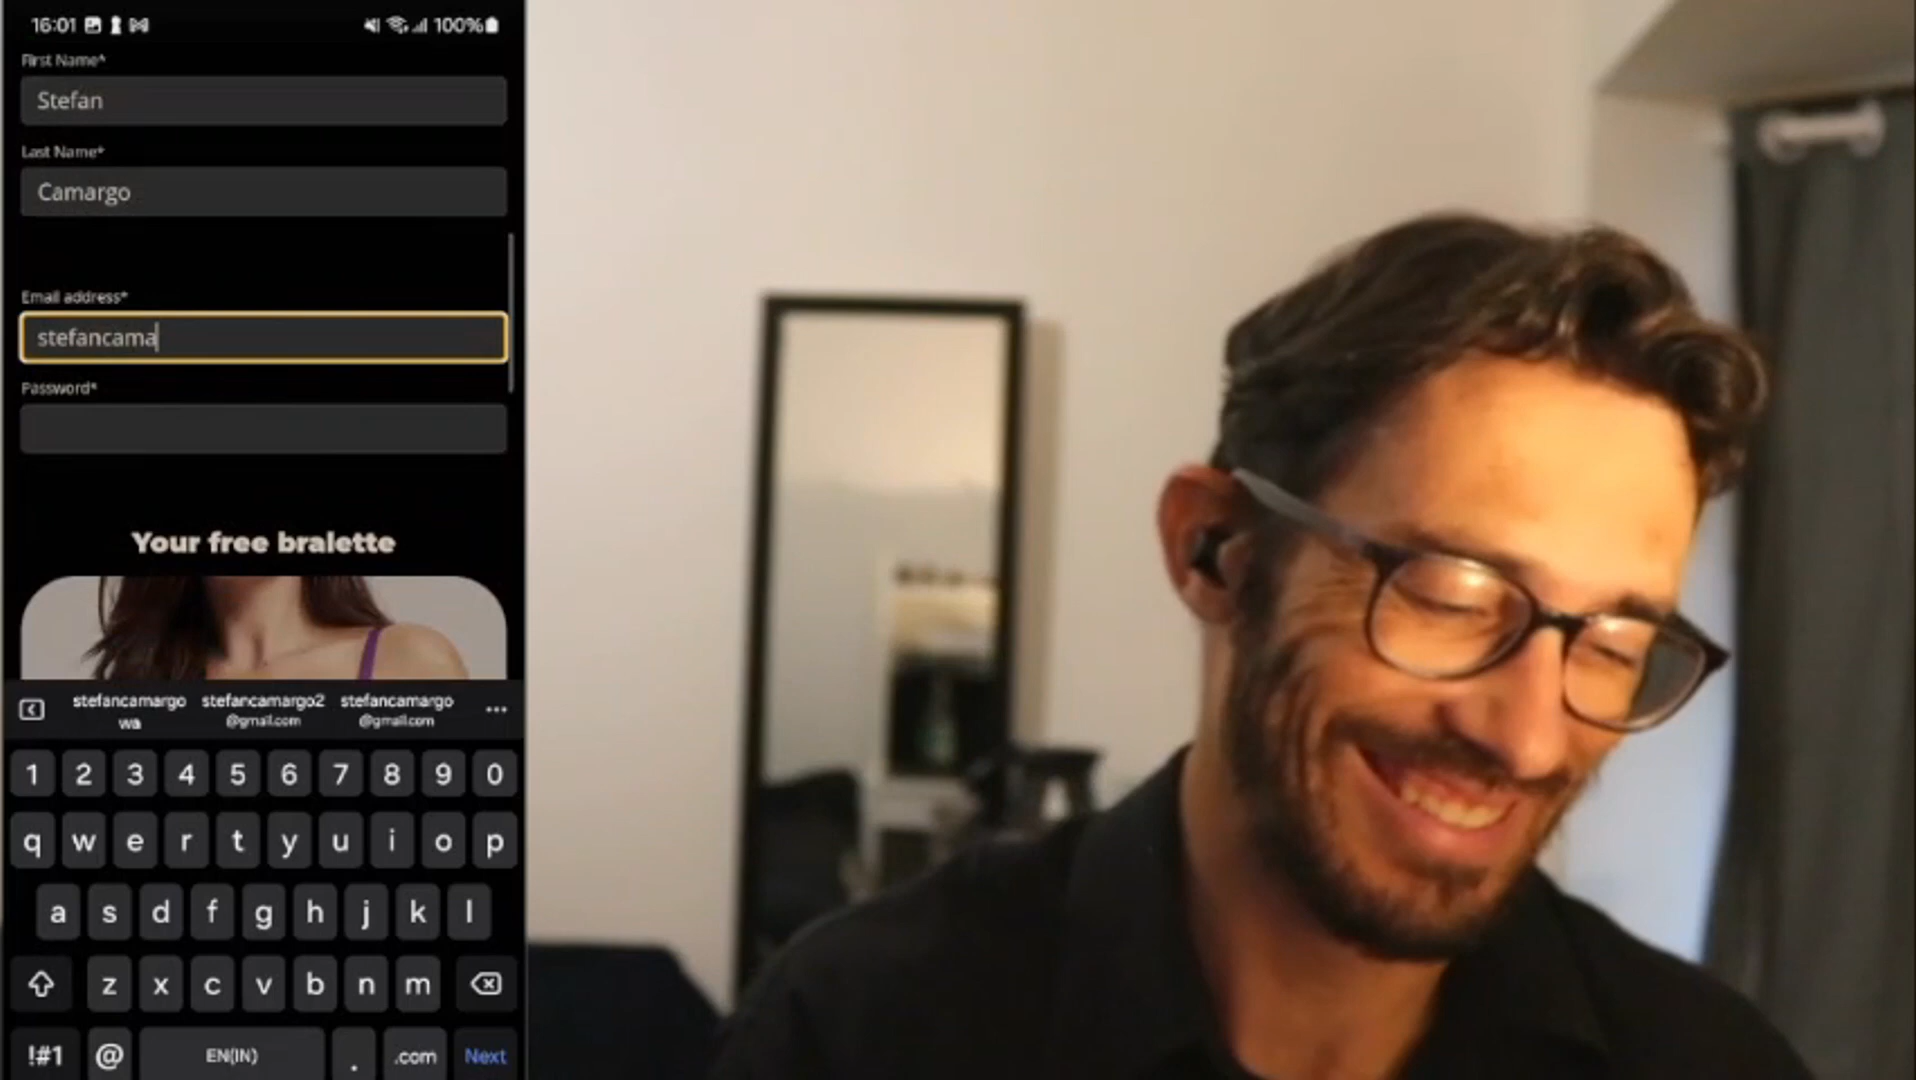 16:01 100%
First Name*
Stefan
Last Name*
Camargo
Email address*
stefancama
Password*
Your free bralette
stefancamargo stefancamargo2 stefancamargo
wa @gmail.com @gmail.com
1 2 3 4 5 6 7 8 9 0
q w e r t y u i o p
a s d f g h j k l
z x c v b n m
!#1 @ EN(IN) . .com Next